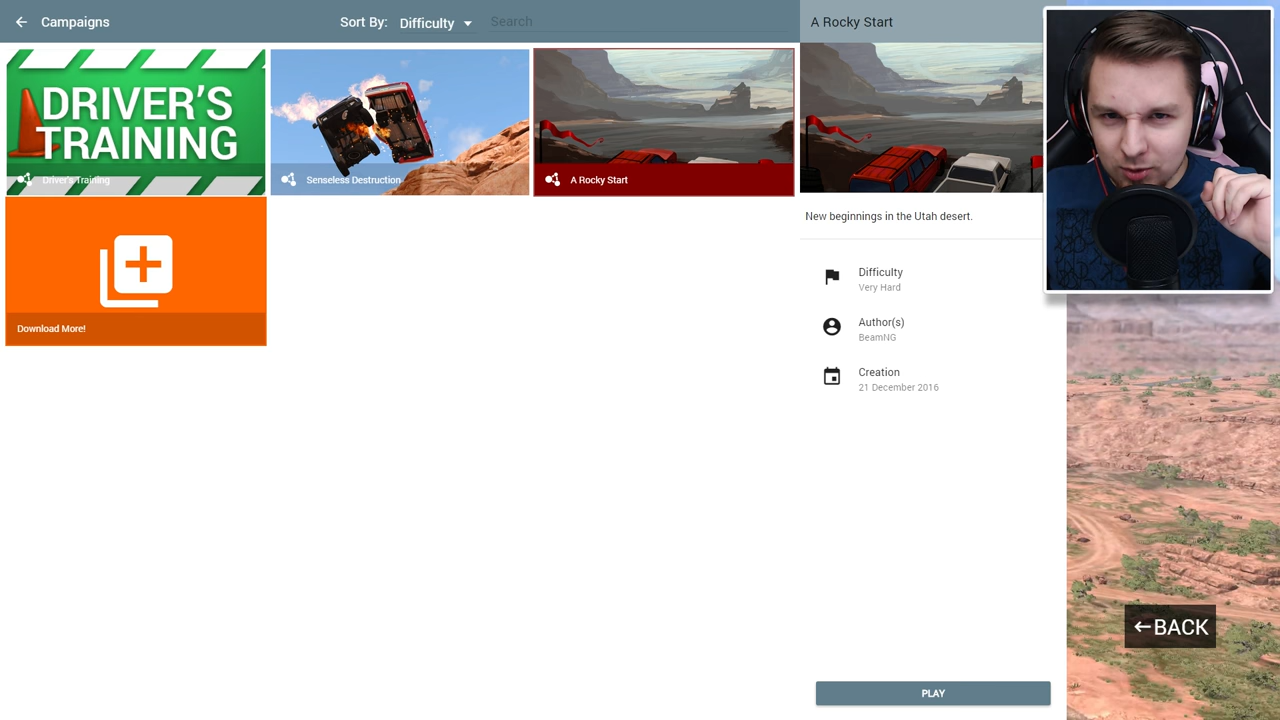 Campaigns
Sort By: Difficulty
Search
A Rocky Start
DRIVER'S
TRAINING
Driver's Training
Senseless Destruction
A Rocky Start
Download More!
New beginnings in the Utah desert.
Difficulty
Very Hard
Author(s)
BeamNG
Creation
21 December 2016
PLAY
←BACK